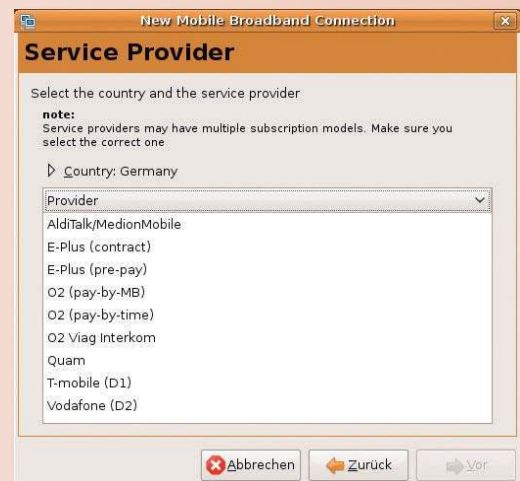 New Mobile Broadband Connection
Service Provider
Select the country and the service provider
note:
Service providers may have multiple subscription models. Make sure you
select the correct one
Country: Germany
Provider
AldiTalk/MedionMobile
E-Plus (contract)
E-Plus (pre-pay)
O2 (pay-by-MB)
O2 (pay-by-time)
O2 Viag Interkom
Quam
T-mobile (D1)
Vodafone (D2)
Abbrechen Zurück Vor